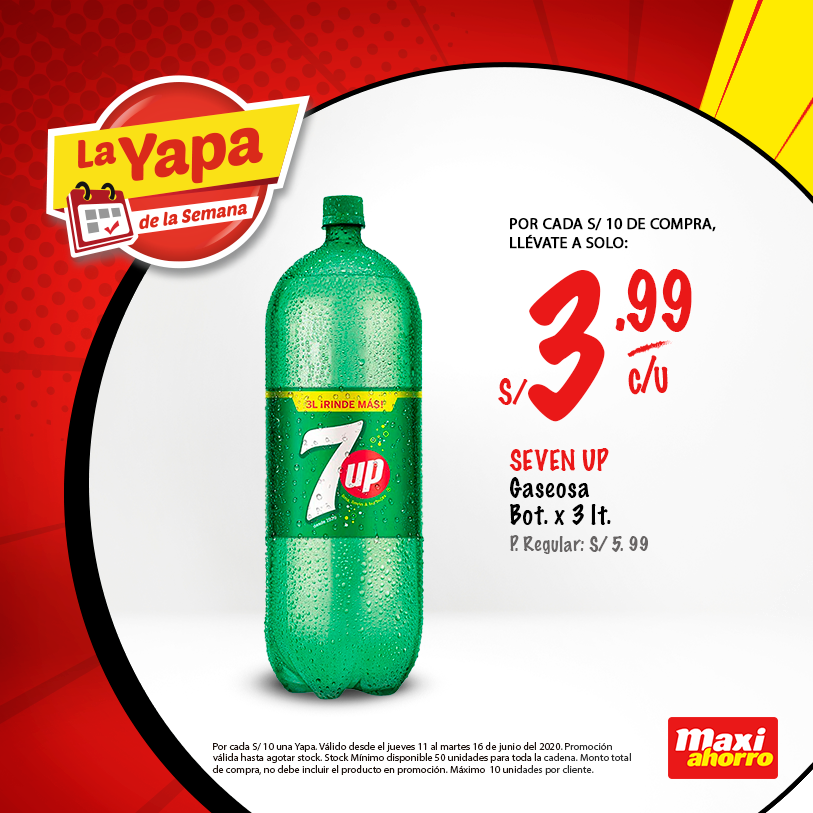 La Yapa
de la Semana
POR CADA S/ 10 DE COMPRA,
LLÉVATE A SOLO:
S/ 3.99
c/u
SEVEN UP
Gaseosa
Bot. x 3 lt.
P. Regular: S/ 5. 99
3L ¡RINDE MÁS!
7up
Por cada S/ 10 una Yapa. Válido desde el jueves 11 al martes 16 de junio del 2020. Promoción
válida hasta agotar stock. Stock Mínimo disponible 50 unidades para toda la cadena. Monto total
de compra, no debe incluir el producto en promoción. Máximo 10 unidades por cliente.
maxi
ahorro